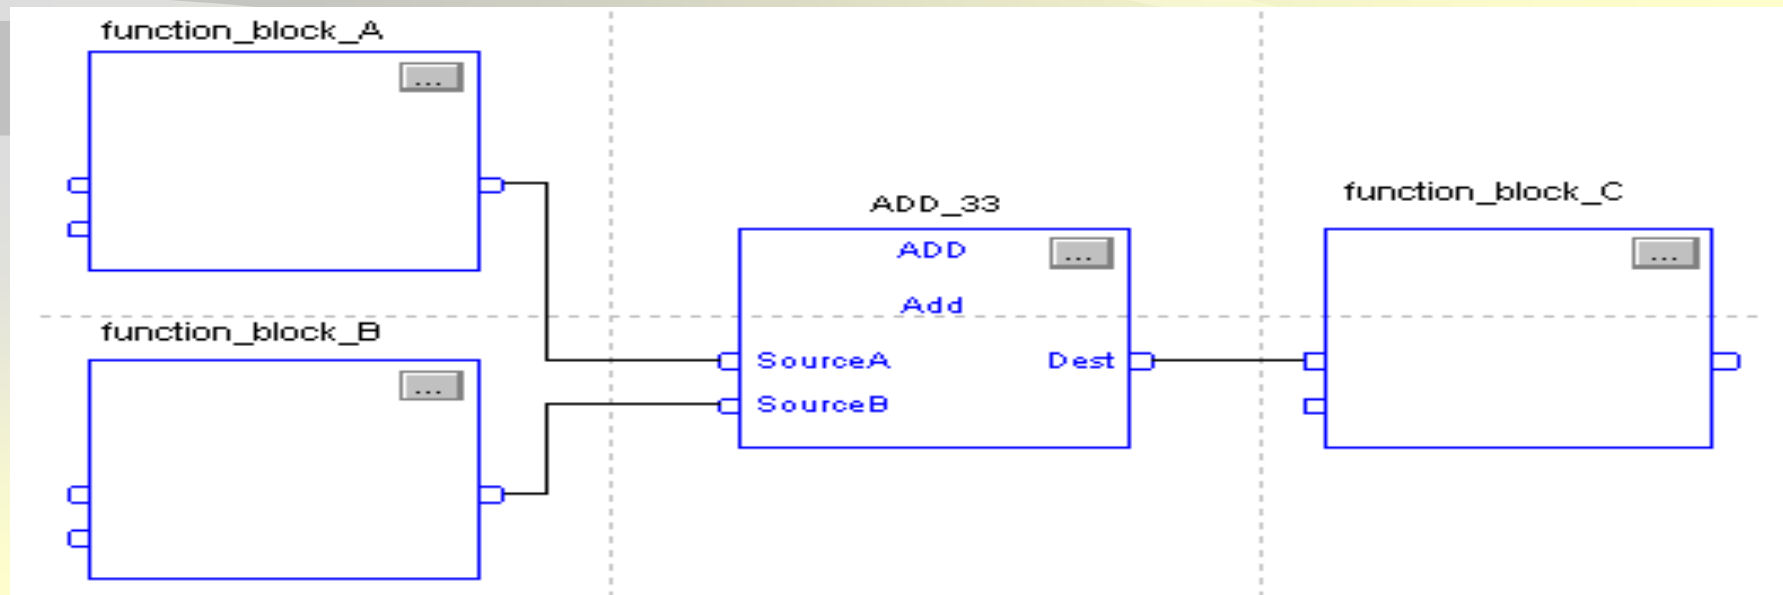 function_block_A
...
function_block_B
...
ADD_33
ADD
...
Add
SourceA
Dest
SourceB
function_block_C
...